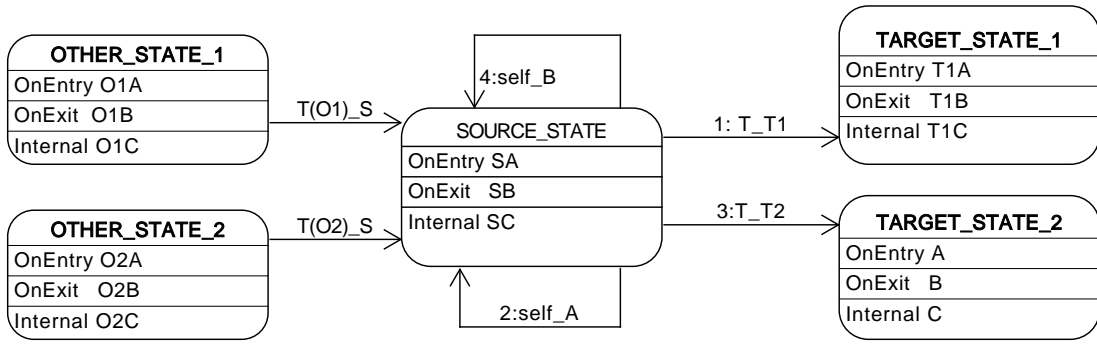 OTHER_STATE_1
OnEntry O1A
OnExit O1B
Internal O1C
T(O1)_S
OTHER_STATE_2
OnEntry O2A
OnExit O2B
Internal O2C
T(O2)_S
4:self_B
SOURCE_STATE
OnEntry SA
OnExit SB
Internal SC
2:self_A
1: T_T1
3:T_T2
TARGET_STATE_1
OnEntry T1A
OnExit T1B
Internal T1C
TARGET_STATE_2
OnEntry A
OnExit B
Internal C